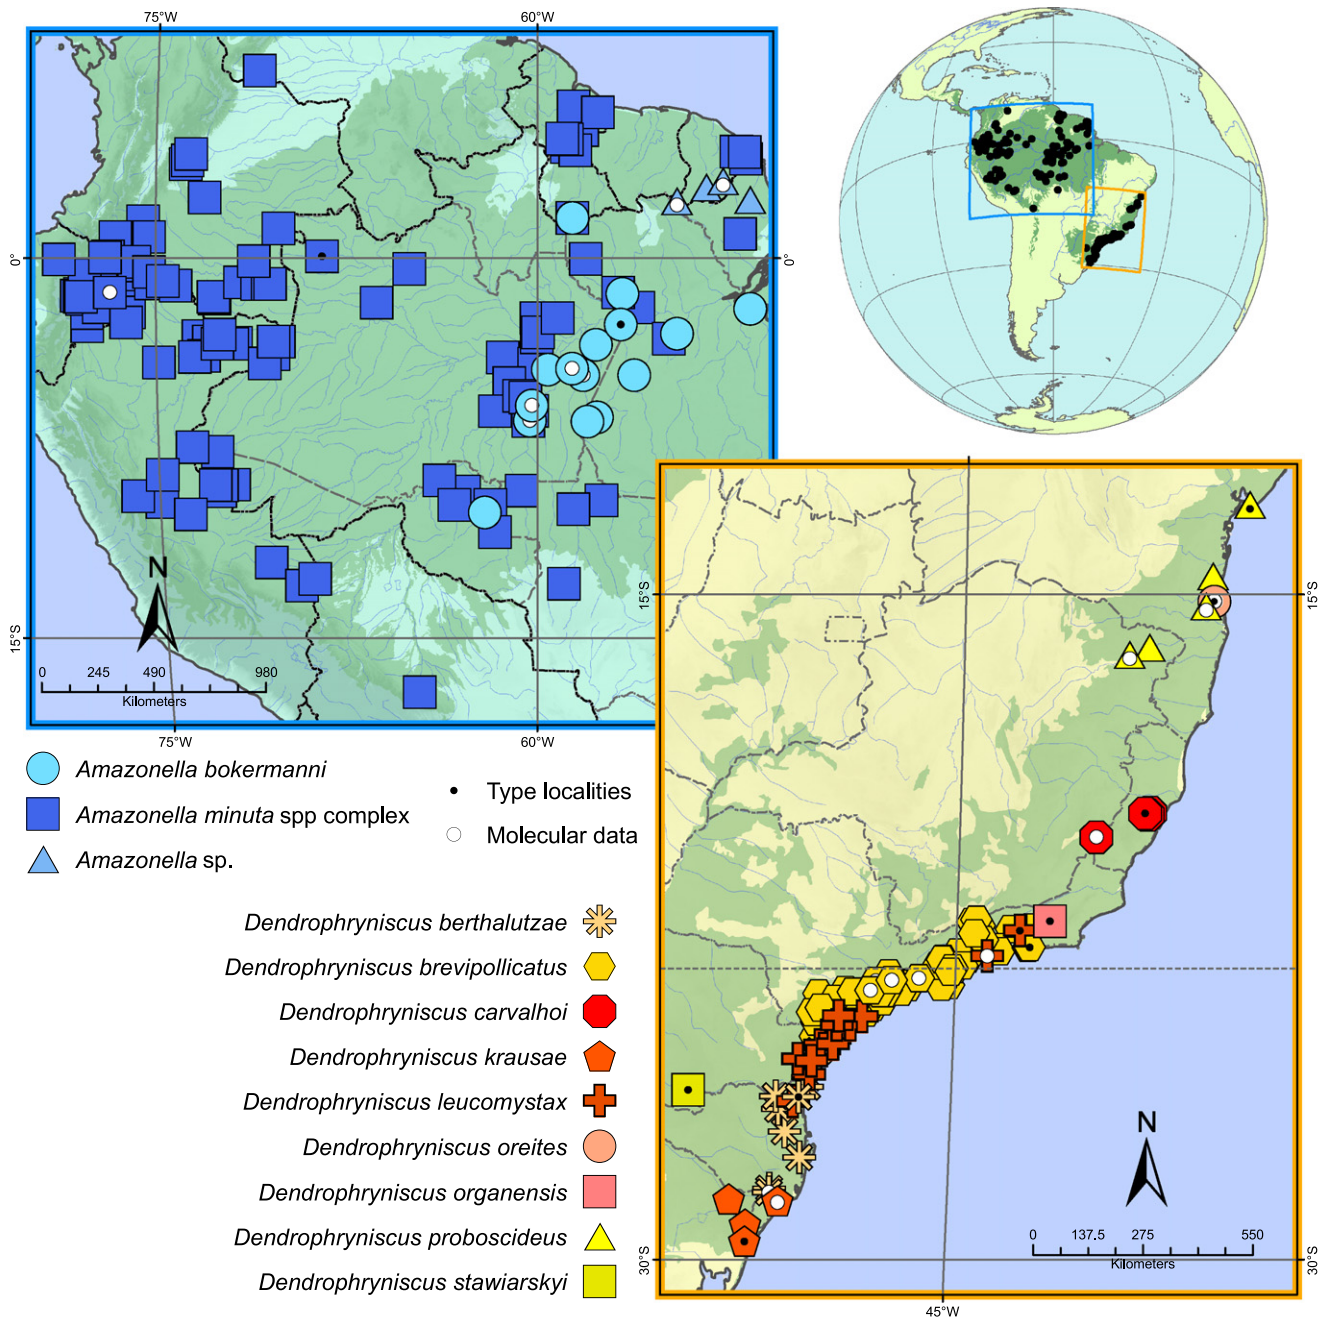 75°W
60°W
0°
0°
15°S
N
0
245
490
980
Kilometers
75°W
60°W
Amazonella bokermanni
Amazonella minuta spp complex
Amazonella sp.
Type localities
Molecular data
Dendrophryniscus berthalutzae
Dendrophryniscus brevipollicatus
Dendrophryniscus carvalhoi
Dendrophryniscus krausae
Dendrophryniscus leucomystax
Dendrophryniscus oreites
Dendrophryniscus organensis
Dendrophryniscus proboscideus
Dendrophryniscus stawiarskyi
15°S
15°S
N
0
137.5
275
550
Kilometers
30°S
30°S
45°W